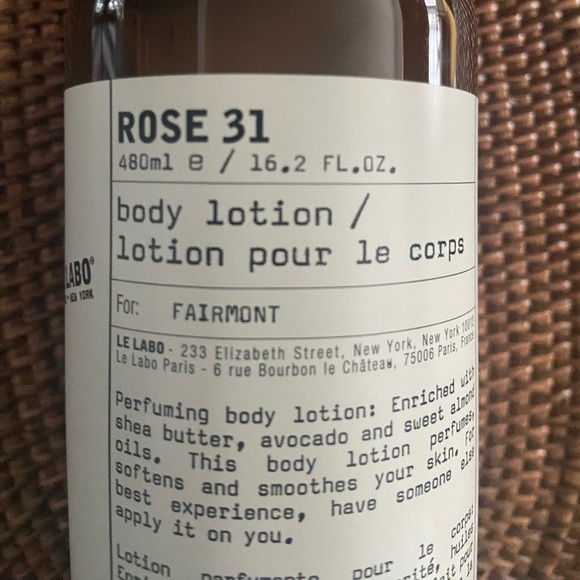 ROSE 31
480ml e / 16.2 FL.OZ.
body lotion /
lotion pour le corps
LABO®
NEW YORK
For: FAIRMONT
LE LABO - 233 Elizabeth Street, New York, New York 10012
Le Labo Paris - 6 rue Bourbon le Château, 75006 Paris, France
Perfuming body lotion: Enriched with
shea butter, avocado and sweet almond
oils. This body lotion perfumes,
softens and smoothes your skin. For
best experience, have someone else
apply it on you.
Lotion parfumante pour le corps: